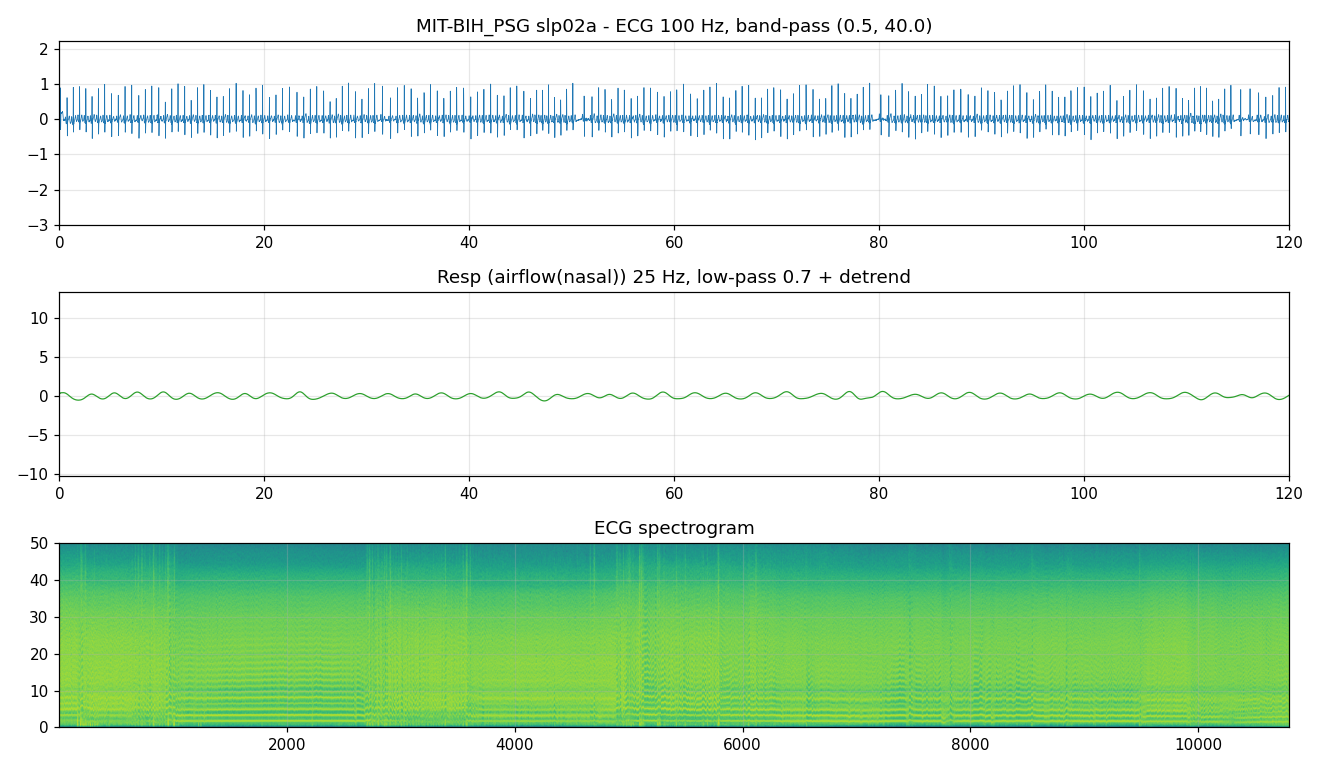 MIT-BIH_PSG slp02a - ECG 100 Hz, band-pass (0.5, 40.0)
2
1
0
−1
−2
−3
0 20 40 60 80 100 120
Resp (airflow(nasal)) 25 Hz, low-pass 0.7 + detrend
10
5
0
−5
−10
0 20 40 60 80 100 120
ECG spectrogram
50
40
30
20
10
0
2000 4000 6000 8000 10000